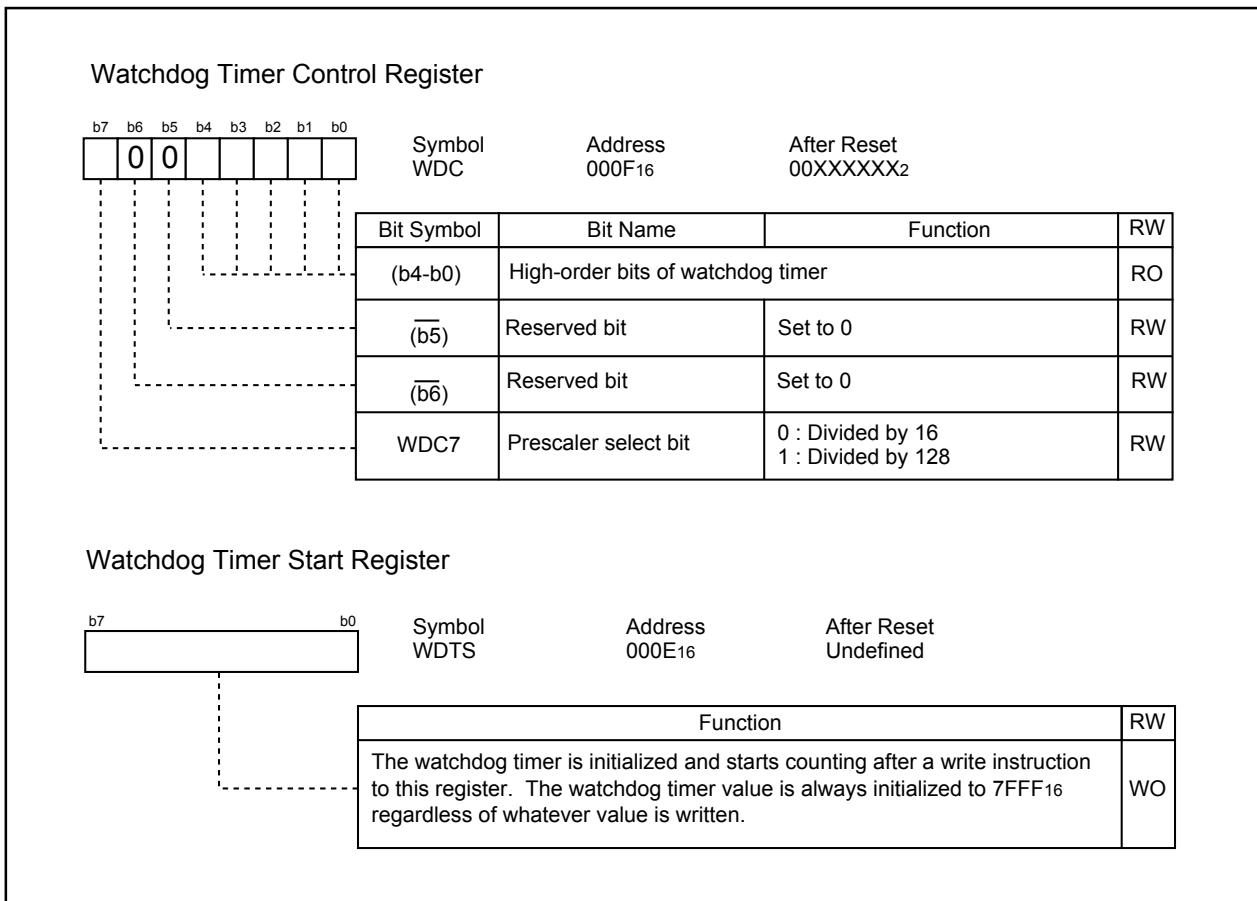 Watchdog Timer Control Register
b7 b6 b5 b4 b3 b2 b1 b0
0 0
Symbol Address After Reset
WDC 000F16 00XXXXXX2
Bit Symbol Bit Name Function RW
(b4-b0) High-order bits of watchdog timer RO
(b5) Reserved bit Set to 0 RW
(b6) Reserved bit Set to 0 RW
WDC7 Prescaler select bit 0 : Divided by 16
1 : Divided by 128 RW
Watchdog Timer Start Register
b7 b0
Symbol Address After Reset
WDTS 000E16 Undefined
Function RW
The watchdog timer is initialized and starts counting after a write instruction
to this register. The watchdog timer value is always initialized to 7FFF16
regardless of whatever value is written.
WO